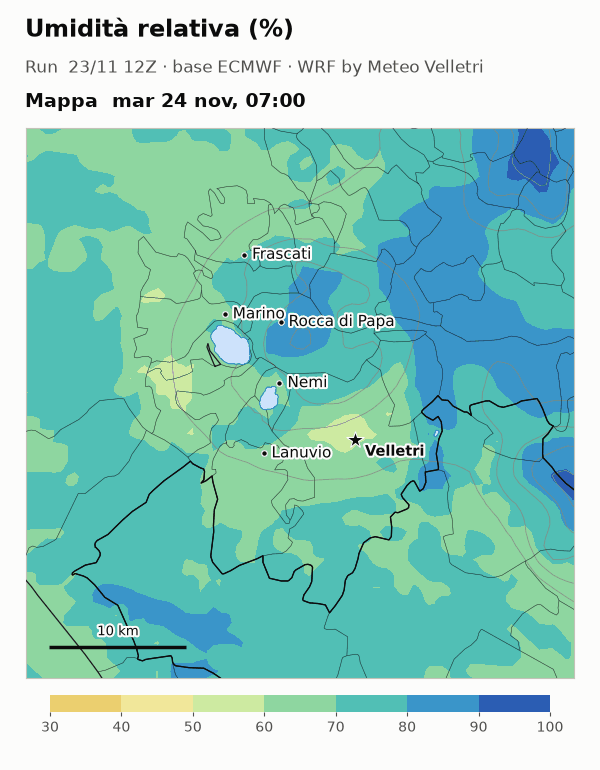 Umidità relativa (%)
Run  23/11 12Z · base ECMWF · WRF by Meteo Velletri
Mappa  mar 24 nov, 07:00
Frascati
Marino
Rocca di Papa
Nemi
Velletri
Lanuvio
10 km
30 40 50 60 70 80 90 100